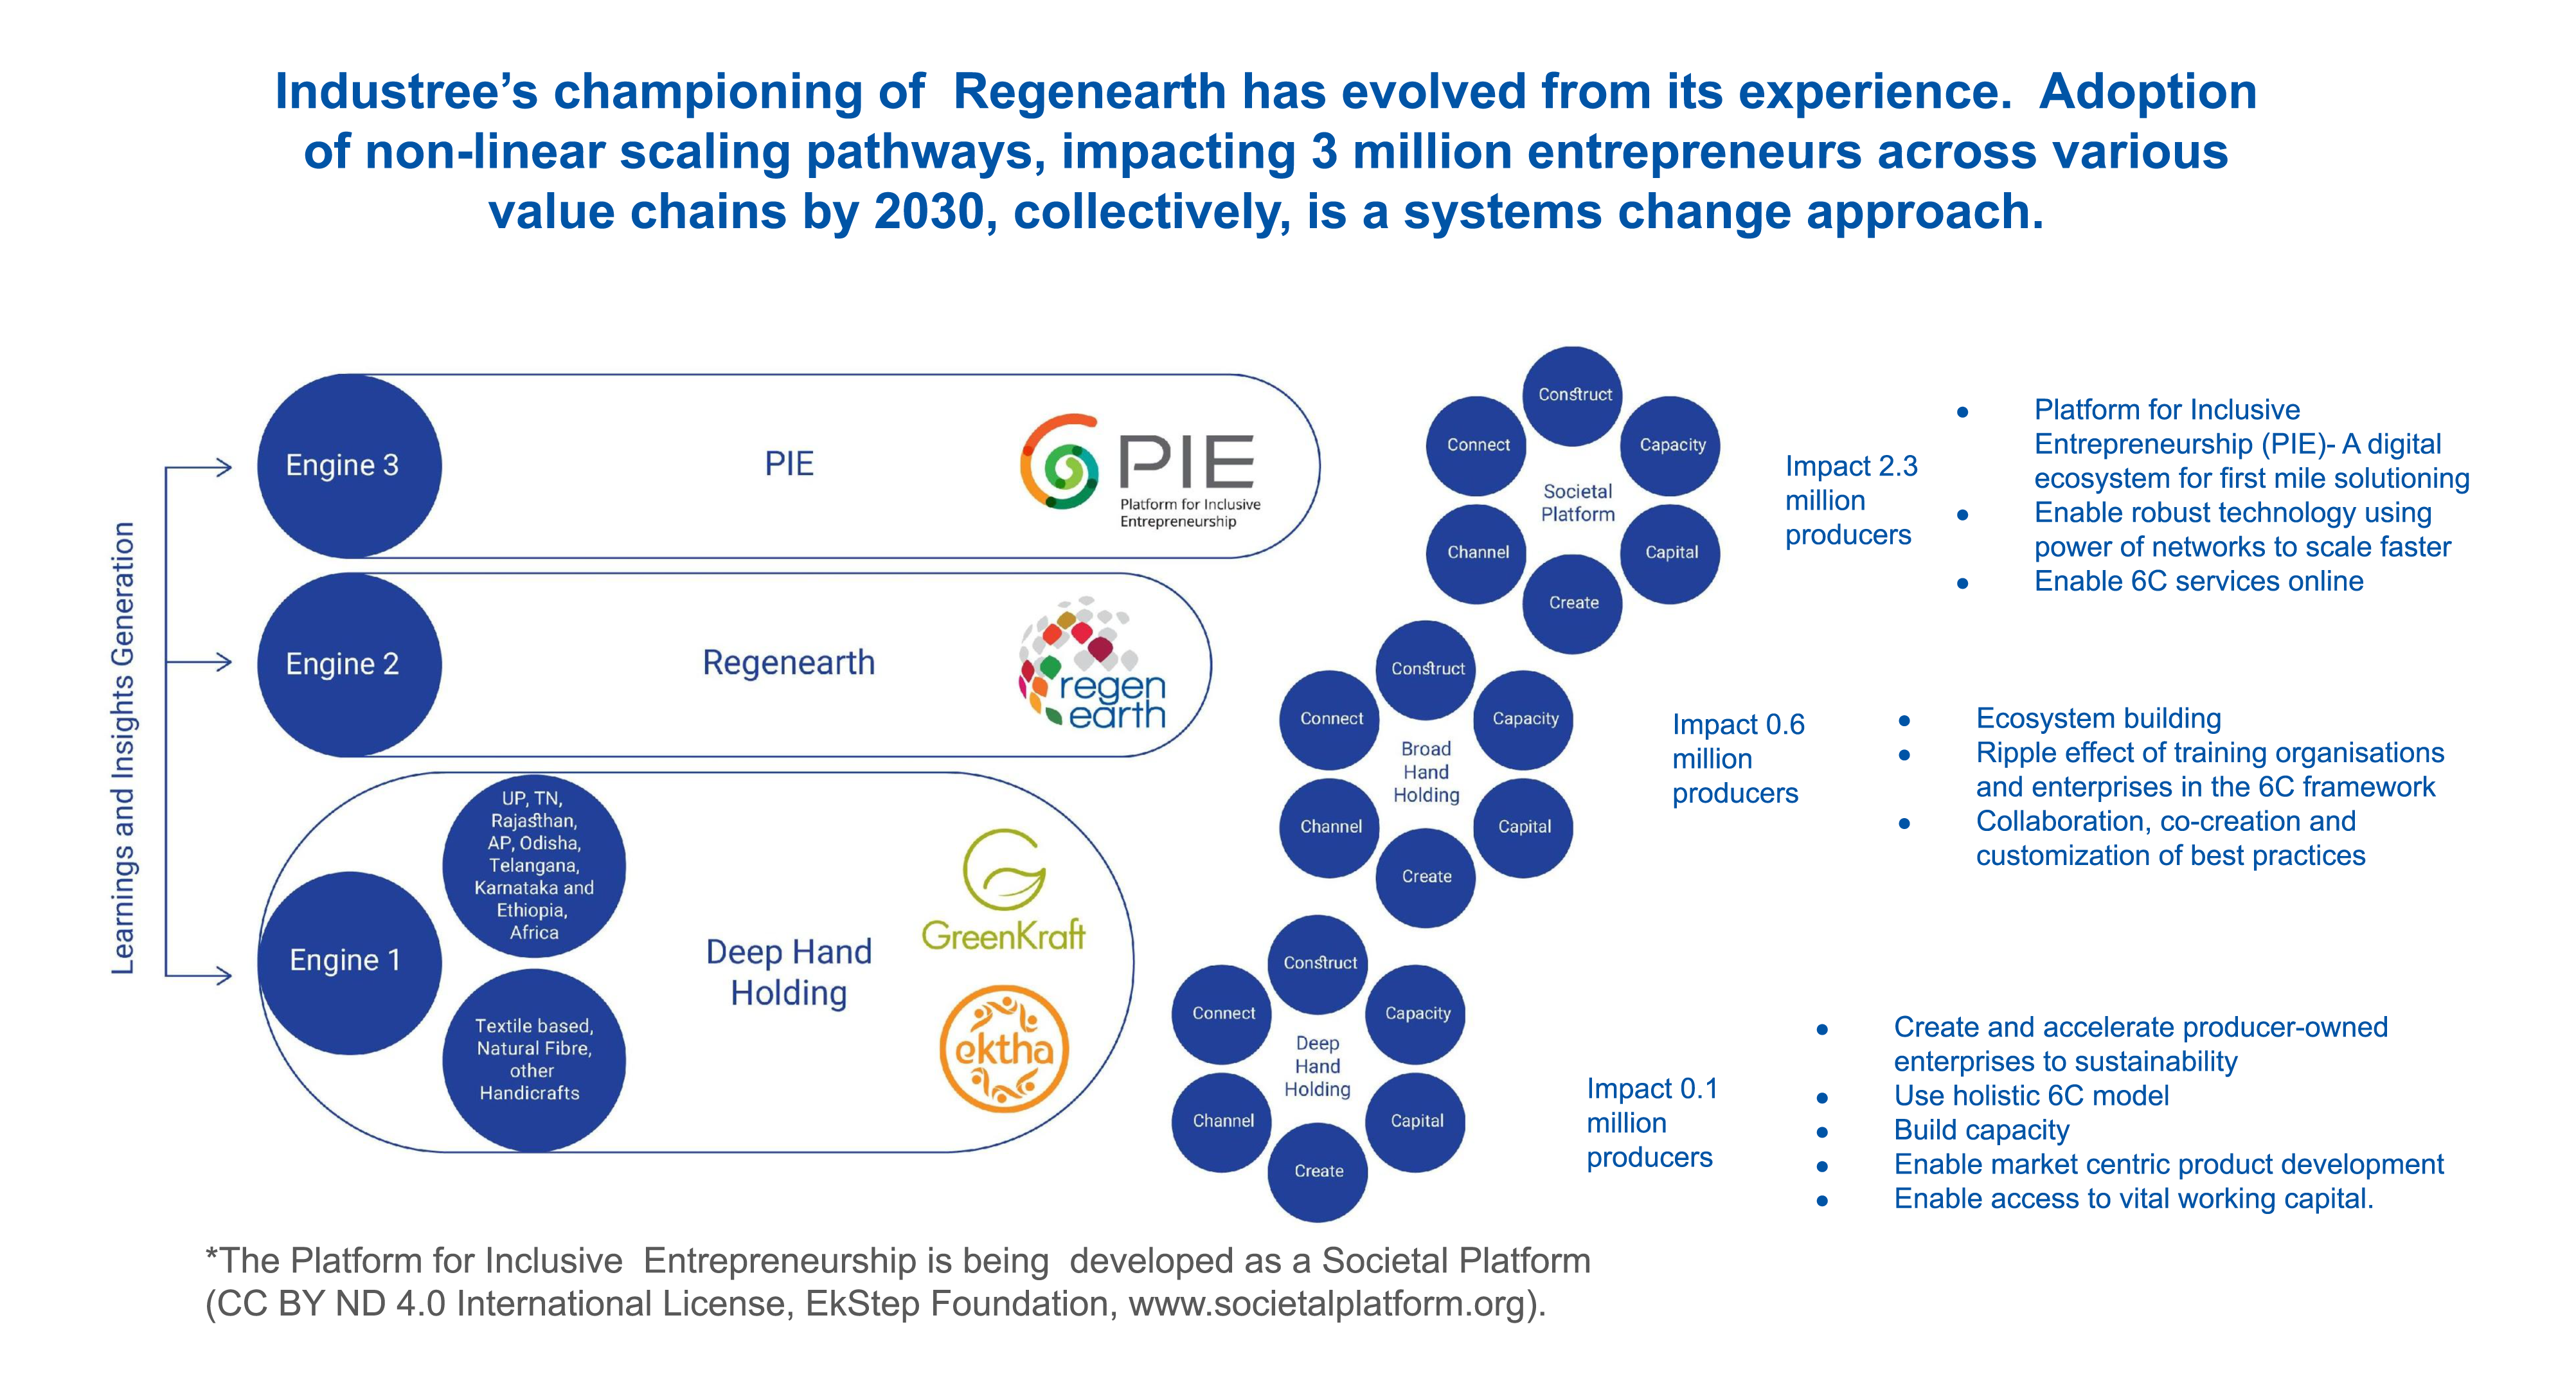 Industree’s championing of Regenearth has evolved from its experience. Adoption
of non-linear scaling pathways, impacting 3 million entrepreneurs across various
value chains by 2030, collectively, is a systems change approach.
Learnings and Insights Generation
Engine 3
PIE
PIE
Platform for Inclusive
Entrepreneurship
Construct
Connect
Capacity
Societal
Platform
Channel
Capital
Create
Impact 2.3
million
producers
● Platform for Inclusive
Entrepreneurship (PIE)- A digital
ecosystem for first mile solutioning
● Enable robust technology using
power of networks to scale faster
● Enable 6C services online
Engine 2
Regenearth
regen
earth
Construct
Connect
Capacity
Broad
Hand
Holding
Channel
Capital
Create
Impact 0.6
million
producers
● Ecosystem building
● Ripple effect of training organisations
and enterprises in the 6C framework
● Collaboration, co-creation and
customization of best practices
Engine 1
UP, TN,
Rajasthan,
AP, Odisha,
Telangana,
Karnataka and
Ethiopia,
Africa
Textile based,
Natural Fibre,
other
Handicrafts
Deep Hand
Holding
GreenKraft
ektha
Construct
Connect
Capacity
Deep
Hand
Holding
Channel
Capital
Create
Impact 0.1
million
producers
● Create and accelerate producer-owned
enterprises to sustainability
● Use holistic 6C model
● Build capacity
● Enable market centric product development
● Enable access to vital working capital.
*The Platform for Inclusive Entrepreneurship is being developed as a Societal Platform
(CC BY ND 4.0 International License, EkStep Foundation, www.societalplatform.org).